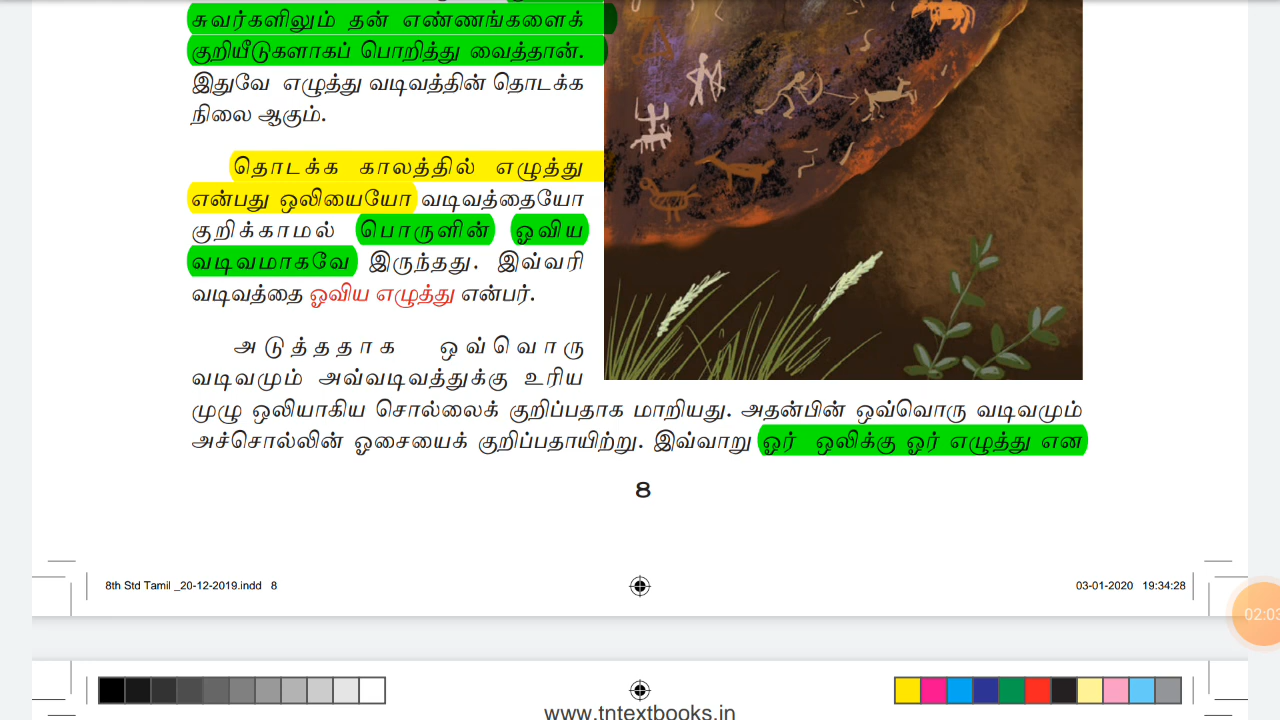 சுவர்களிலும் தன் எண்ணங்களைக்
குறியீடுகளாகப் பொறித்து வைத்தான்.
இதுவே எழுத்து வடிவத்தின் தொடக்க
நிலை ஆகும்.
தொடக்க காலத்தில் எழுத்து
என்பது ஒலியையோ வடிவத்தையோ
குறிக்காமல் பொருளின் ஓவிய
வடிவமாகவே இருந்தது. இவ்வரி
வடிவத்தை ஓவிய எழுத்து என்பர்.
அடுத்ததாக ஒவ்வொரு
வடிவமும் அவ்வடிவத்துக்கு உரிய
முழு ஒலியாகிய சொல்லைக் குறிப்பதாக மாறியது. அதன்பின் ஒவ்வொரு வடிவமும்
அச்சொல்லின் ஓசையைக் குறிப்பதாயிற்று. இவ்வாறு ஓர் ஒலிக்கு ஓர் எழுத்து என
8
8th Std Tamil _20-12-2019.indd 8
03-01-2020 19:34:28
02:03
www.tntextbooks.in